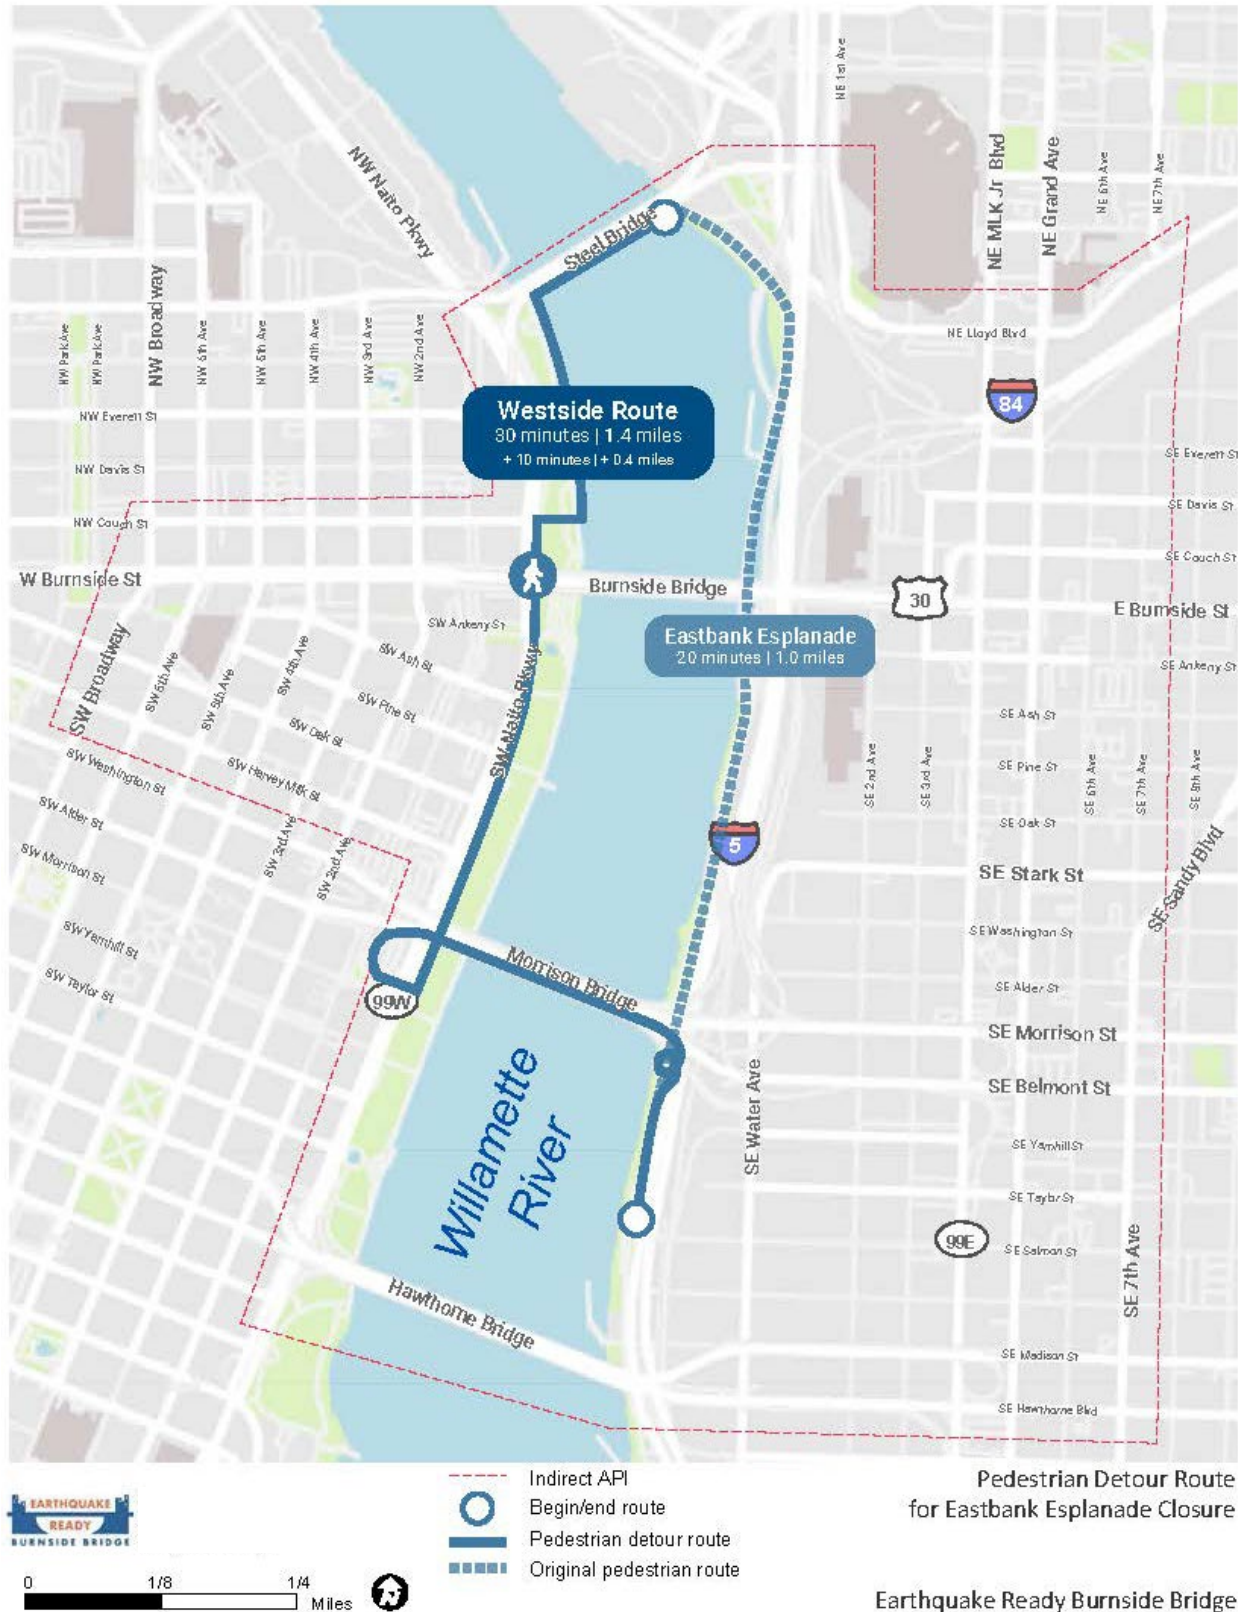 NE 1st Ave
NE MLK Jr Blvd
NE Grand Ave
NE 6th Ave
NE 7th Ave
NW Naito Pkwy
Steel Bridge
NW Park Ave
NW Park Ave
NW Broadway
NW 6th Ave
NW 4th Ave
NW 3rd Ave
NW 2nd Ave
NE Lloyd Blvd
84
Westside Route
30 minutes | 1.4 miles
+ 10 minutes | + 0.4 miles
NW Everett St
NW Davis St
NW Couch St
W Burnside St
SE Everett St
SE Davis St
SE Couch St
Burnside Bridge
30
E Burnside St
Eastbank Esplanade
20 minutes | 1.0 miles
SW Ankeny St
SW Ash St
SW Pine St
SW Oak St
SW Harvey Milk St
SW Broadway
SW 6th Ave
SW 5th Ave
SW 4th Ave
SW Naito Pkwy
SE Ankeny St
SE Ash St
SE Pine St
SE Oak St
SE 2nd Ave
SE 3rd Ave
SE 6th Ave
SE 7th Ave
SE 8th Ave
SW Washington St
SW Alder St
SW Morrison St
SW Yamhill St
SW Taylor St
SW 3rd Ave
SW 2nd Ave
5
SE Stark St
SE Sandy Blvd
SE Washington St
SE Alder St
99W
Morrison Bridge
SE Morrison St
SE Belmont St
SE Water Ave
SE Yamhill St
SE Taylor St
Willamette
River
99E
SE Salmon St
SE 7th Ave
Hawthorne Bridge
SE Madison St
SE Hawthorne Blvd
EARTHQUAKE
READY
BURNSIDE BRIDGE
Indirect API
Begin/end route
Pedestrian detour route
Original pedestrian route
Pedestrian Detour Route
for Eastbank Esplanade Closure
0 1/8 1/4
Miles
N
Earthquake Ready Burnside Bridge